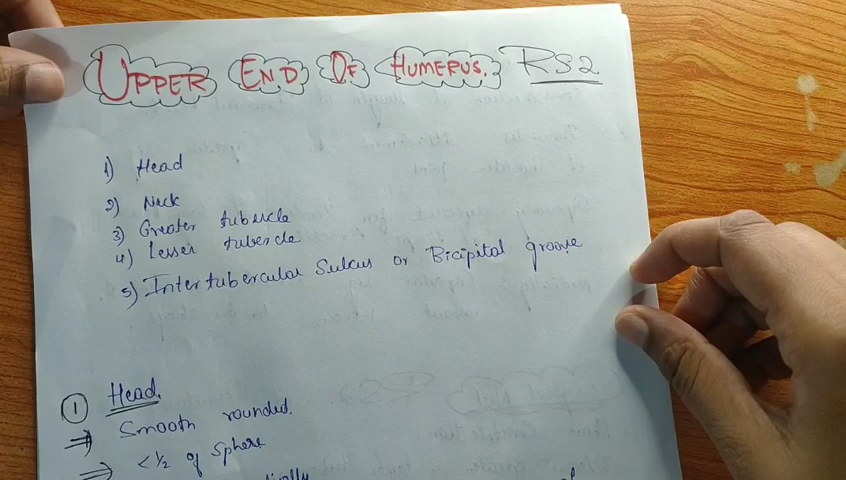 UPPER END OF HUMERUS. RS2
1) Head
2) Neck
3) Greater tubercle
4) Lesser tubercle
5) Intertubercular Sulcus or Bicipital groove
1 Head.
⇒ Smooth rounded.
⇒ <1/2 of sphere